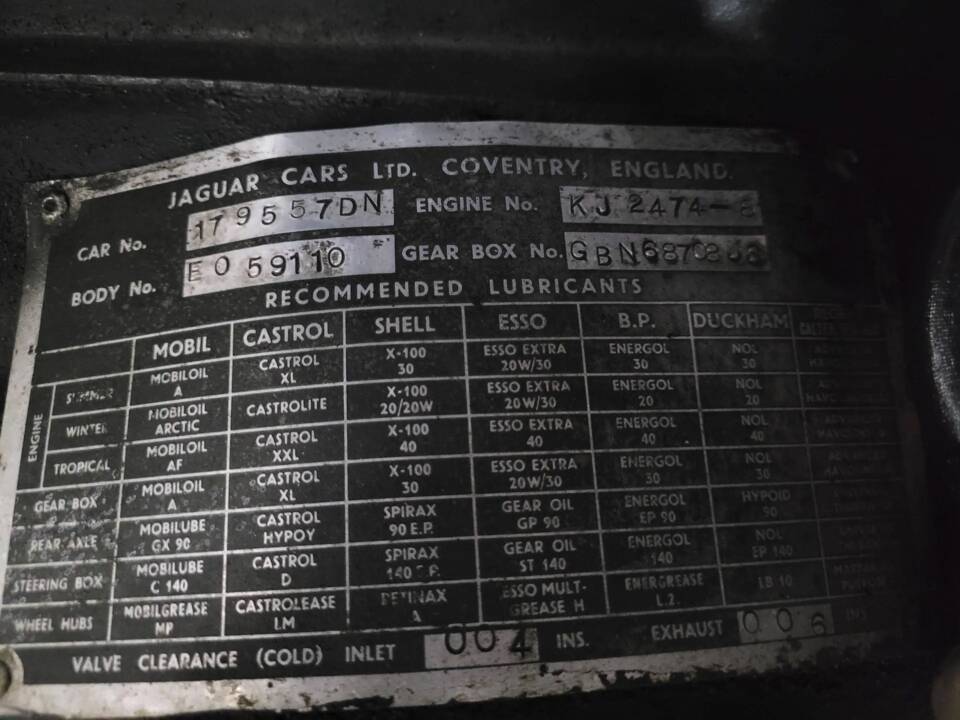 JAGUAR CARS LTD. COVENTRY, ENGLAND.
CAR No. 179557DN ENGINE No. KJ 2474-8
BODY No. E059110 GEAR BOX No.
RECOMMENDED LUBRICANTS
MOBIL CASTROL SHELL ESSO B.P. DUCKHAM
ENGINE
SUMMER MOBILOIL A CASTROL XL X-100 30 ESSO EXTRA 20W/30 ENERGOL 30 NOL 30
WINTER MOBILOIL ARCTIC CASTROLITE X-100 20/20W ESSO EXTRA 20W/30 ENERGOL 20 NOL 20
TROPICAL MOBILOIL AF CASTROL XXL X-100 40 ESSO EXTRA 40 ENERGOL 40 NOL 40
GEAR BOX MOBILOIL A CASTROL XL X-100 30 ESSO EXTRA 20W/30 ENERGOL 30 NOL 30
REAR AXLE MOBILUBE GX 90 CASTROL HYPOY SPIRAX 90 E.P. GEAR OIL GP 90 ENERGOL EP 90 HYPOID 90
STEERING BOX MOBILUBE C 140 CASTROL D SPIRAX 140 E.P. GEAR OIL ST 140 ENERGOL 140 NOL EP 140
WHEEL HUBS MOBILGREASE MP CASTROLEASE LM RETINAX A ESSO MULT-GREASE H ENERGREASE L.2. LB 10
VALVE CLEARANCE (COLD) INLET 004 INS. EXHAUST 006 INS